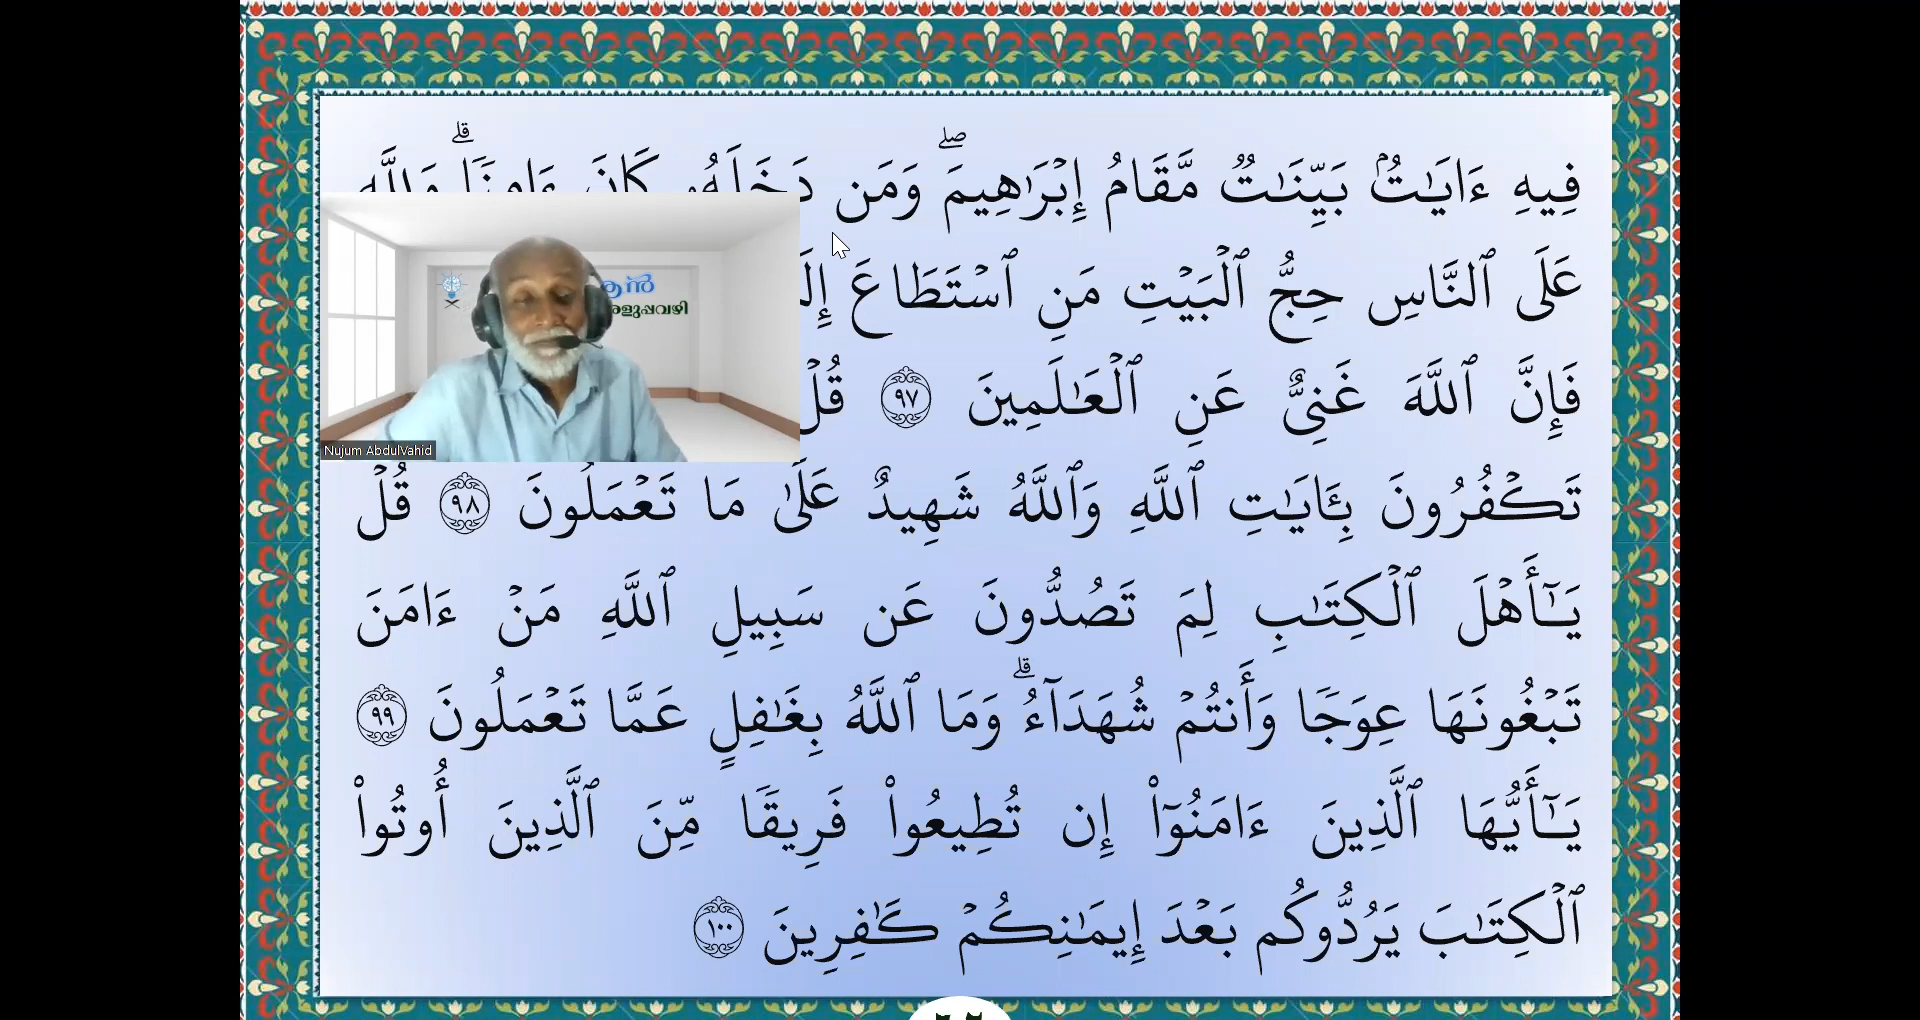 فِيهِ ءَايَٰتُۢ بَيِّنَٰتٞ مَّقَامُ إِبۡرَٰهِيمَۖ وَمَن دَخَلَهُۥ كَانَ ءَامِنٗاۗ وَلِلَّهِ
عَلَى ٱلنَّاسِ حِجُّ ٱلۡبَيۡتِ مَنِ ٱسۡتَطَاعَ
فَإِنَّ ٱللَّهَ غَنِيٌّ عَنِ ٱلۡعَٰلَمِينَ ٩٧ قُلۡ
تَكۡفُرُونَ بِـَٔايَٰتِ ٱللَّهِ وَٱللَّهُ شَهِيدٌ عَلَىٰ مَا تَعۡمَلُونَ ٩٨ قُلۡ
يَٰٓأَهۡلَ ٱلۡكِتَٰبِ لِمَ تَصُدُّونَ عَن سَبِيلِ ٱللَّهِ مَنۡ ءَامَنَ
تَبۡغُونَهَا عِوَجٗا وَأَنتُمۡ شُهَدَآءُۗ وَمَا ٱللَّهُ بِغَٰفِلٍ عَمَّا تَعۡمَلُونَ ٩٩
يَٰٓأَيُّهَا ٱلَّذِينَ ءَامَنُوٓاْ إِن تُطِيعُواْ فَرِيقٗا مِّنَ ٱلَّذِينَ أُوتُواْ
ٱلۡكِتَٰبَ يَرُدُّوكُم بَعۡدَ إِيمَٰنِكُمۡ كَٰفِرِينَ ١٠٠
Nujum AbdulVahid